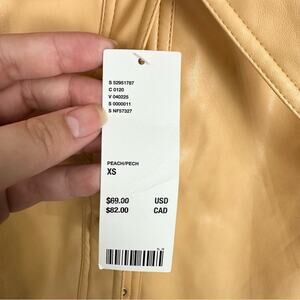 S 52951787
C 0120
V 040225
S 0000011
S NF57327
PEACH/PECH
XS
$69.00 USD
$82.00 CAD